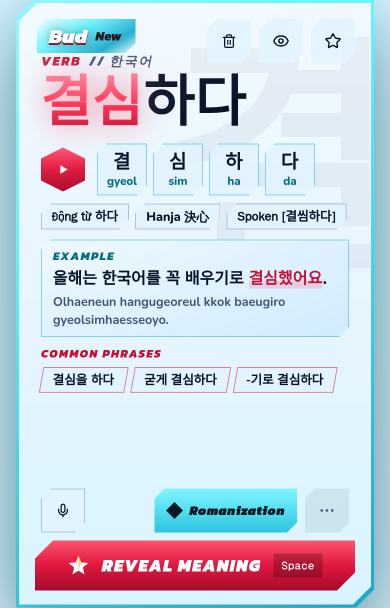 Bud New
VERB // 한국어
결심하다
결 심 하 다
gyeol sim ha da
Động từ 하다 Hanja 決心 Spoken [결씸하다]
EXAMPLE
올해는 한국어를 꼭 배우기로 결심했어요.
Olhaeneun hangugeoreul kkok baeugiro
gyeolsimhaesseoyo.
COMMON PHRASES
결심을 하다 굳게 결심하다 -기로 결심하다
Romanization
REVEAL MEANING Space